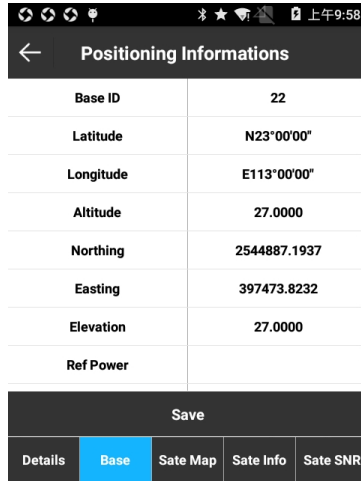 上午9:58
Positioning Informations
Base ID 22
Latitude N23°00'00"
Longitude E113°00'00"
Altitude 27.0000
Northing 2544887.1937
Easting 397473.8232
Elevation 27.0000
Ref Power
Save
Details Base Sate Map Sate Info Sate SNR